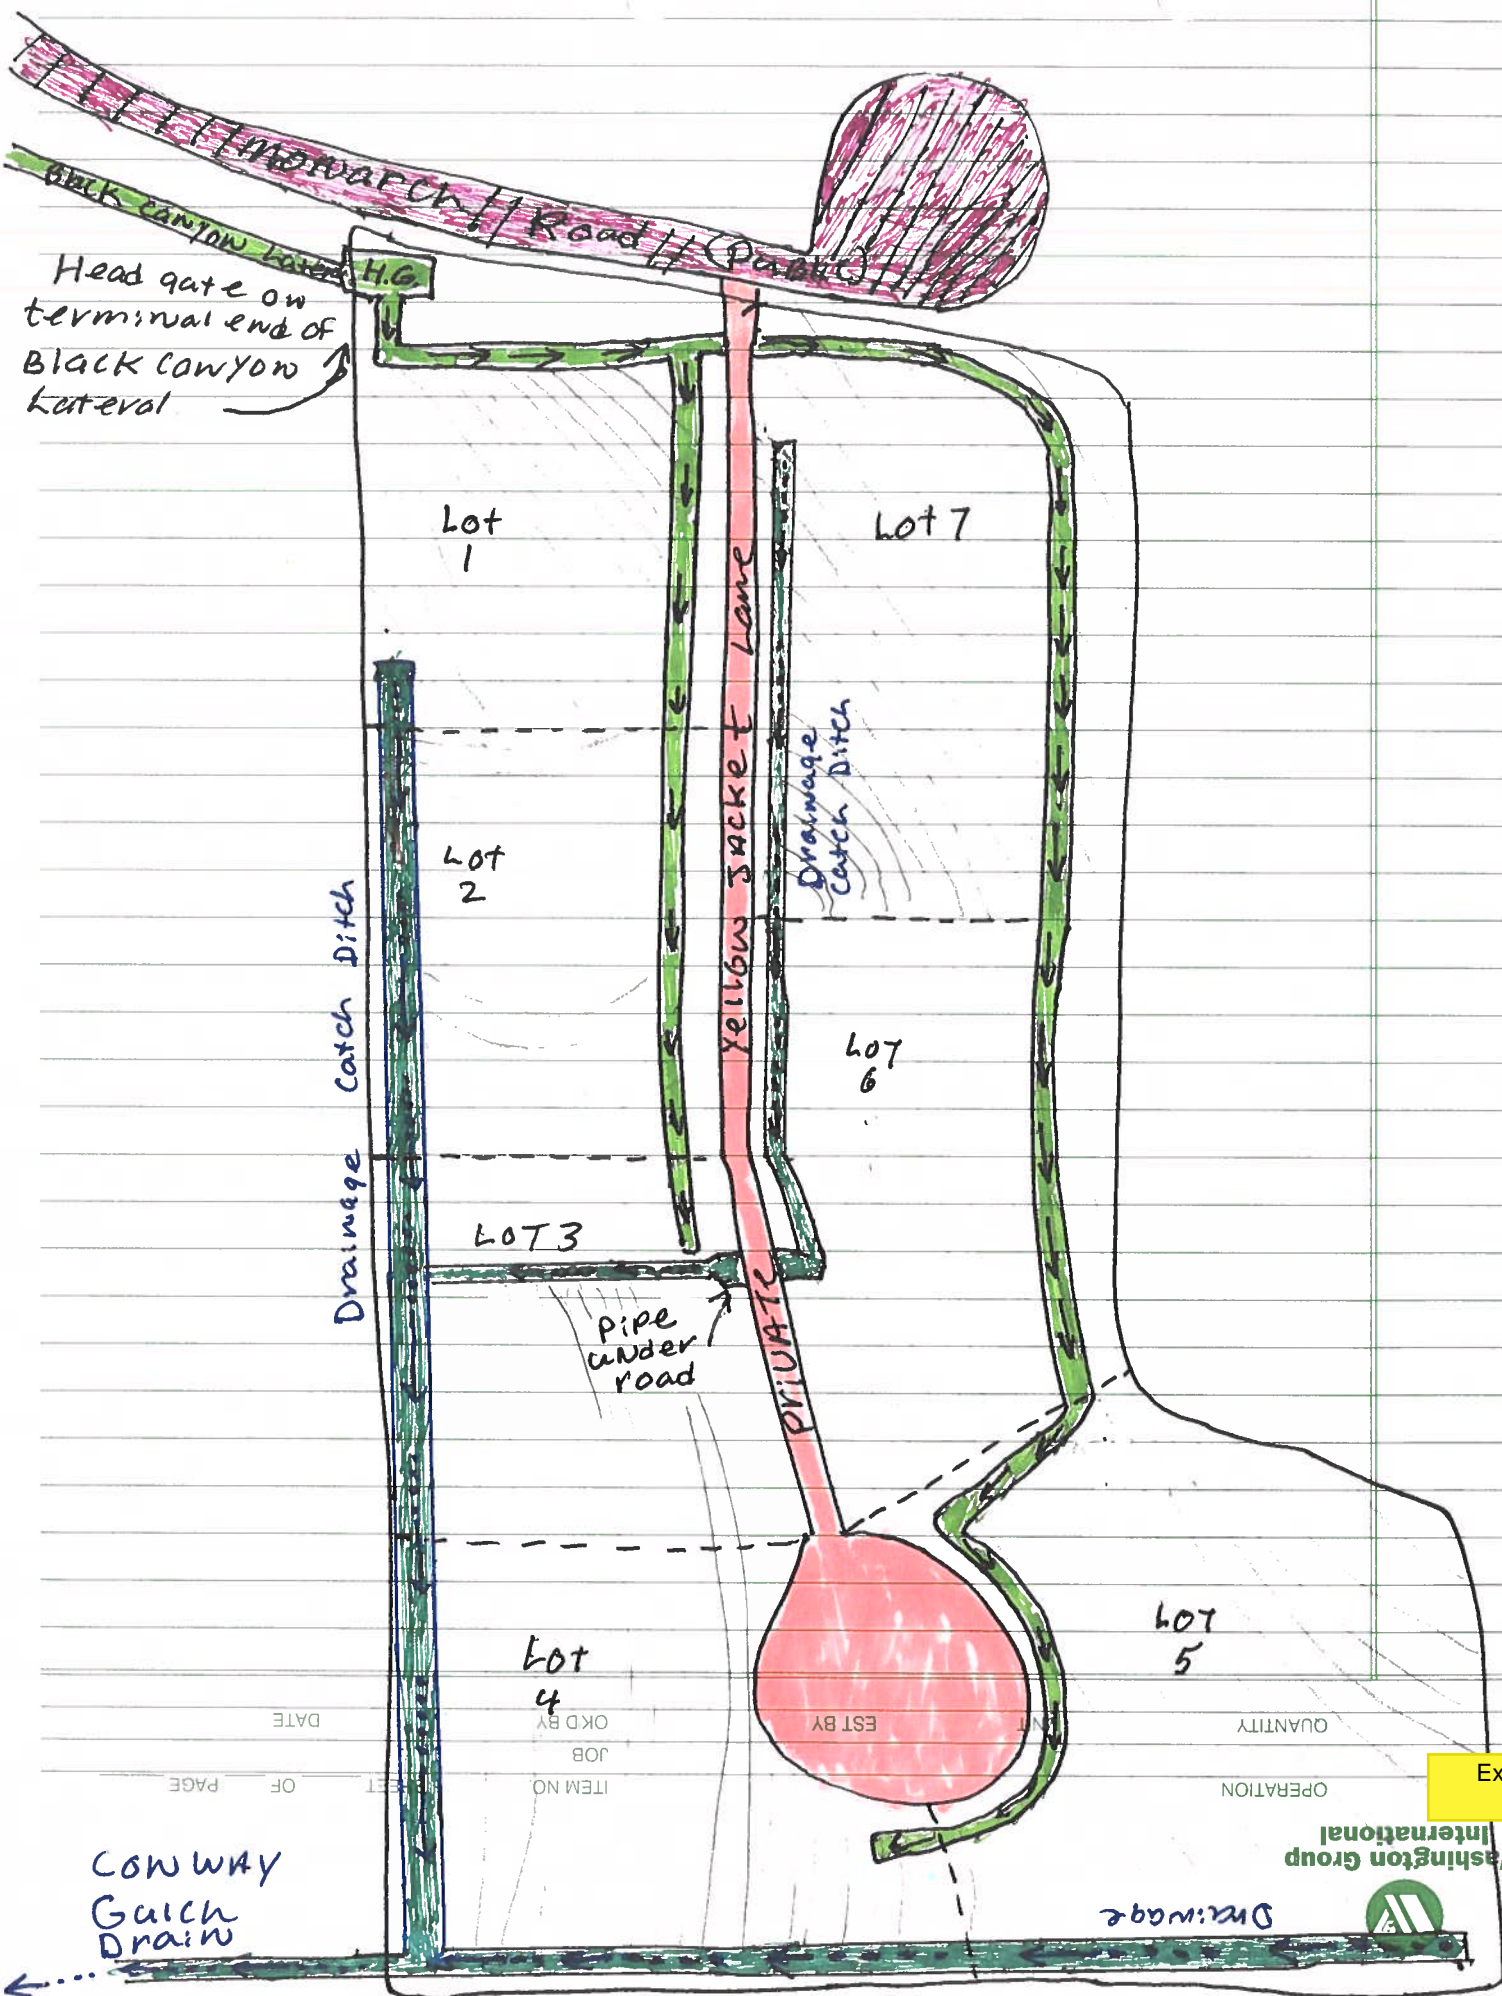 Monarch Road (Public)
Black Canyon Lateral
H.G.
Head gate on
terminal end of
Black Canyon
Lateral
Lot
1
Lot 7
Yellow Jacket Lane
Drainage
Catch Ditch
Lot
2
Drainage Catch Ditch
Lot
6
LOT 3
Pipe
under
road
PRIVATE
Lot
4
Lot
5
DATE
OK'D BY
EST BY
QUANTITY
JOB
ITEM NO.
OF
PAGE
OPERATION
Ex
International
ashington Group
Drainage
CONWAY
Gulch
Drain